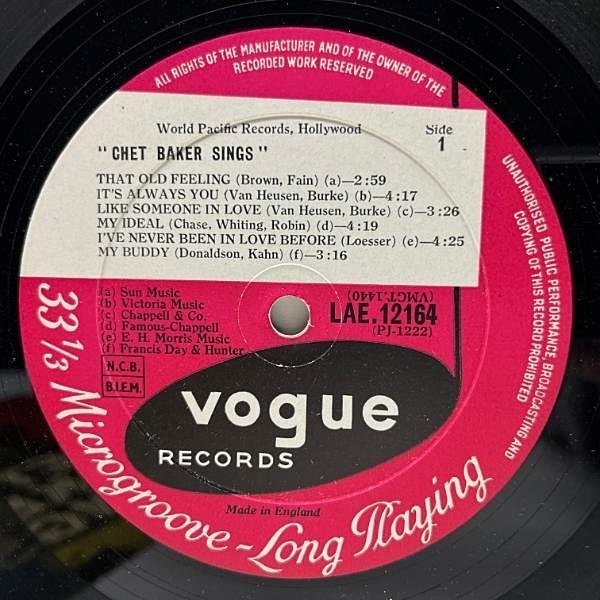 ALL RIGHTS OF THE MANUFACTURER AND OF THE OWNER OF THE
RECORDED WORK RESERVED
World Pacific Records, Hollywood
Side
1
"CHET BAKER SINGS"
THAT OLD FEELING (Brown, Fain) (a)—2:59
IT'S ALWAYS YOU (Van Heusen, Burke) (b)—4:17
LIKE SOMEONE IN LOVE (Van Heusen, Burke) (c)—3:26
MY IDEAL (Chase, Whiting, Robin) (d)—4:19
I'VE NEVER BEEN IN LOVE BEFORE (Loesser) (e)—4:25
MY BUDDY (Donaldson, Kahn) (f)—3:16
(a) Sun Music
(b) Victoria Music
(c) Chappell & Co.
(d) Famous-Chappell
(e) E. H. Morris Music
(f) Francis Day & Hunter
N.C.B.
B.I.E.M.
(VMGT.1440)
LAE.12164
(PJ-1222)
UNAUTHORISED PUBLIC PERFORMANCE, BROADCASTING AND
COPYING OF THIS RECORD PROHIBITED
vogue
RECORDS
Made in England
33⅓ Microgroove-Long Playing